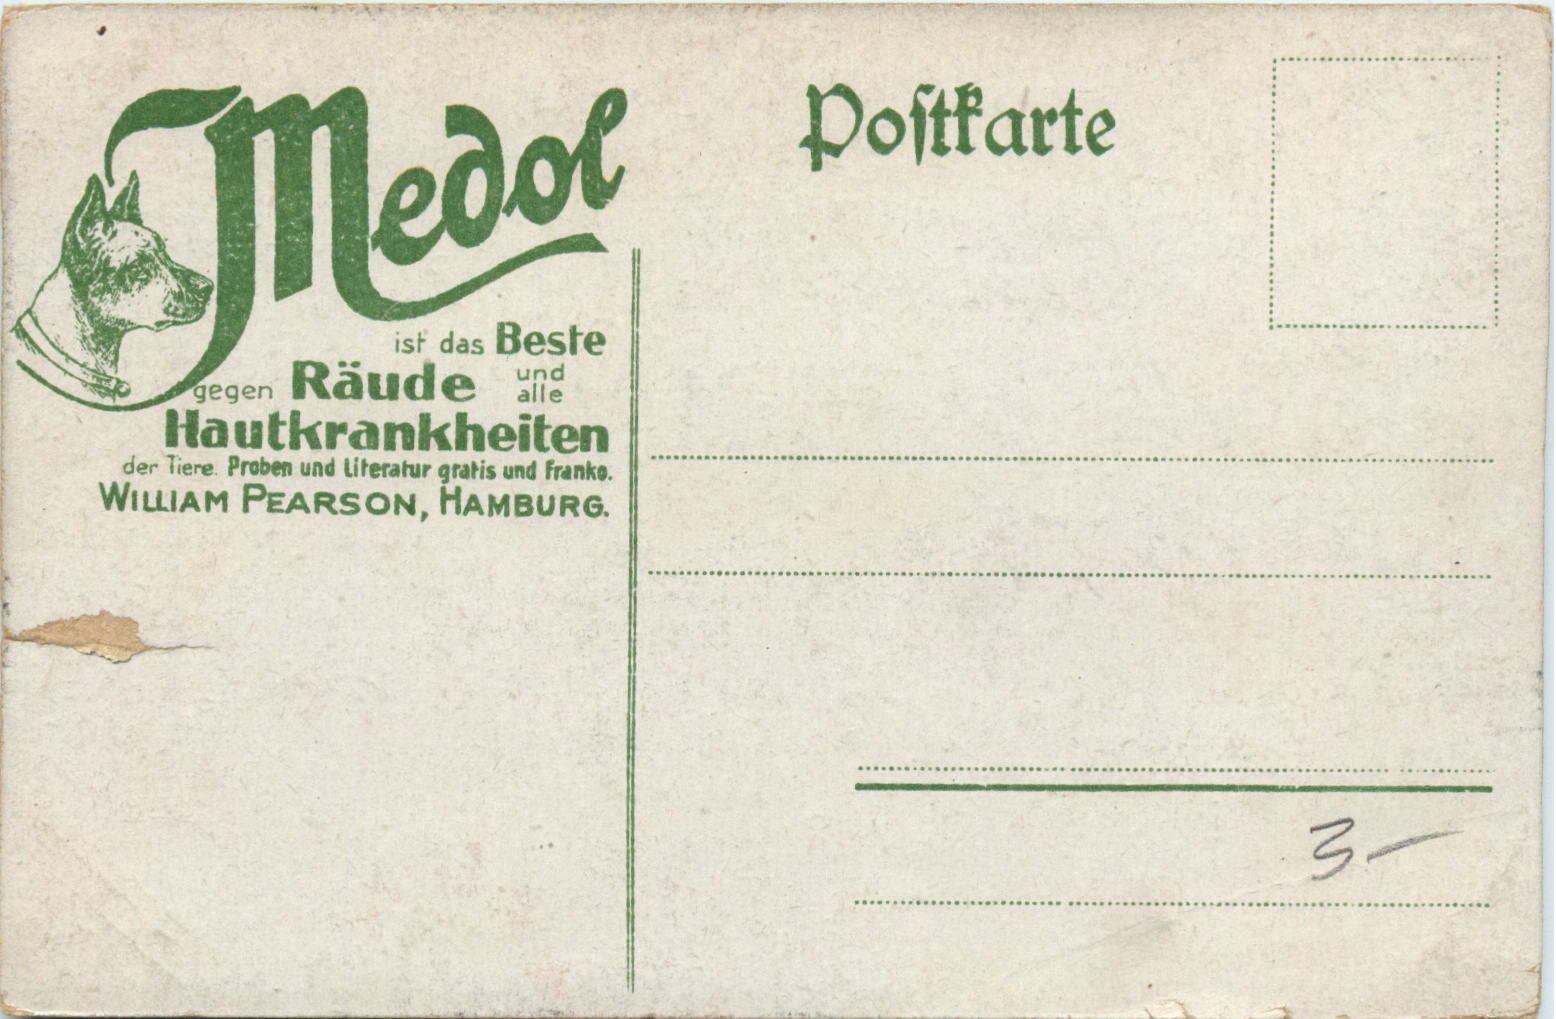 Medol
ist das Beste
gegen Räude und alle
Hautkrankheiten
der Tiere. Proben und Literatur gratis und franko.
WILLIAM PEARSON, HAMBURG.
Poſtkarte
3-